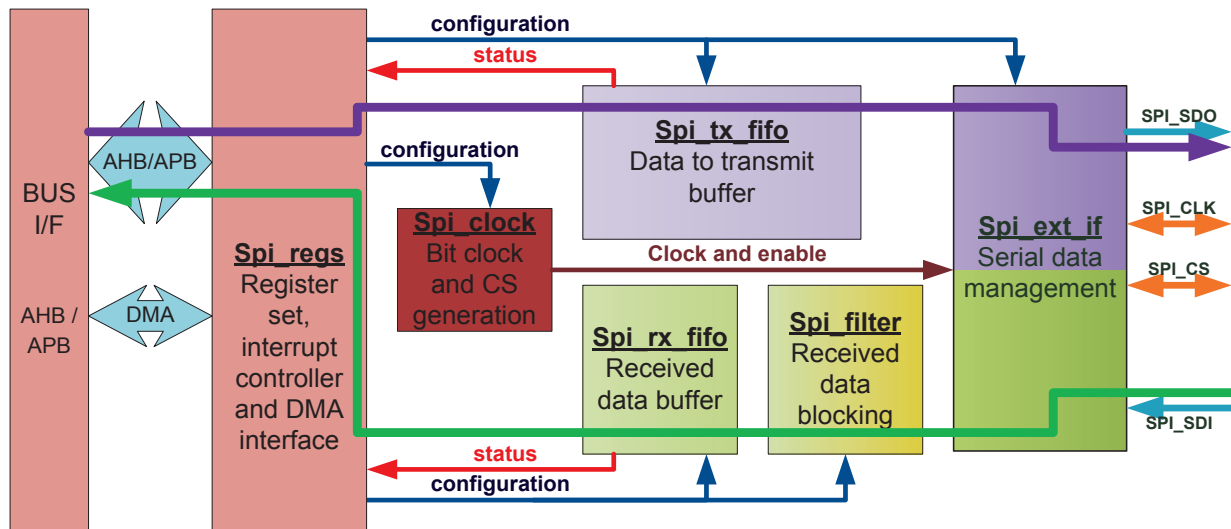 BUS
I/F
AHB /
APB
AHB/APB
DMA
Spi_regs
Register
set,
interrupt
controller
and DMA
interface
configuration
status
configuration
Spi_clock
Bit clock
and CS
generation
Spi_tx_fifo
Data to transmit
buffer
Clock and enable
Spi_rx_fifo
Received
data buffer
Spi_filter
Received
data
blocking
status
configuration
Spi_ext_if
Serial data
management
SPI_SDO
SPI_CLK
SPI_CS
SPI_SDI